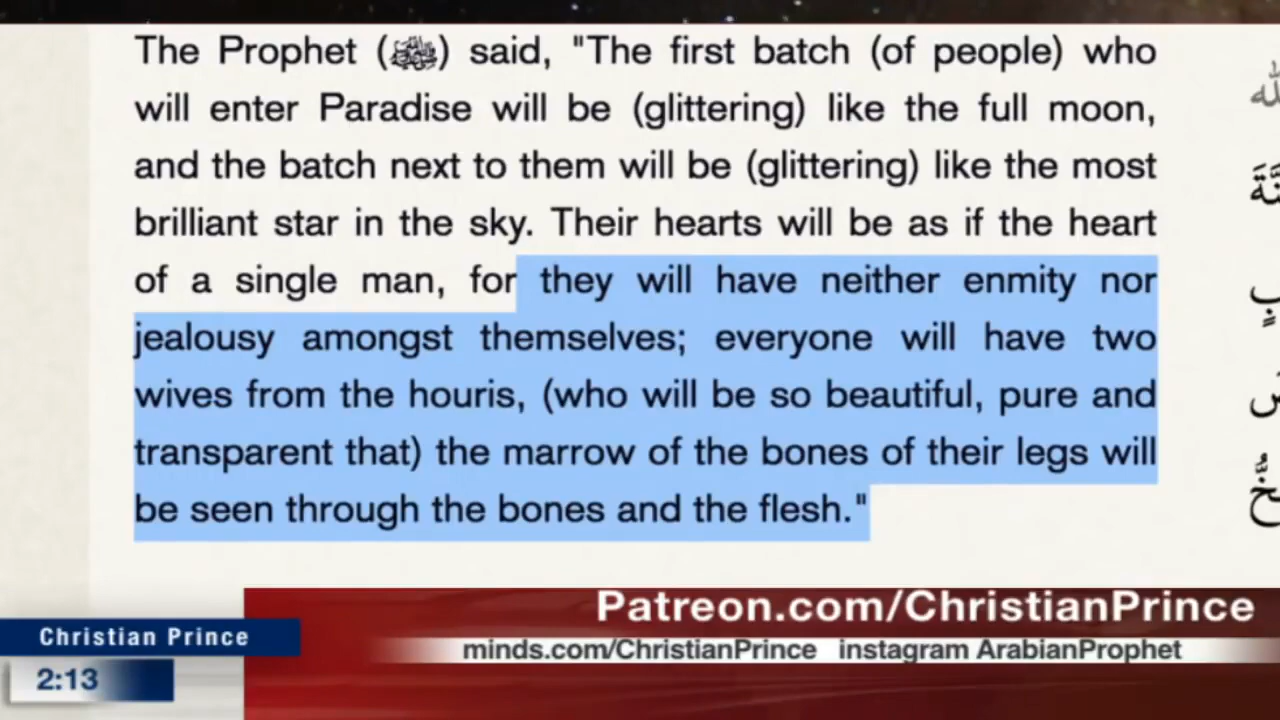 The Prophet (ﷺ) said, "The first batch (of people) who
will enter Paradise will be (glittering) like the full moon,
and the batch next to them will be (glittering) like the most
brilliant star in the sky. Their hearts will be as if the heart
of a single man, for they will have neither enmity nor
jealousy amongst themselves; everyone will have two
wives from the houris, (who will be so beautiful, pure and
transparent that) the marrow of the bones of their legs will
be seen through the bones and the flesh."
Patreon.com/ChristianPrince
Christian Prince
minds.com/ChristianPrince instagram ArabianProphet
2:13